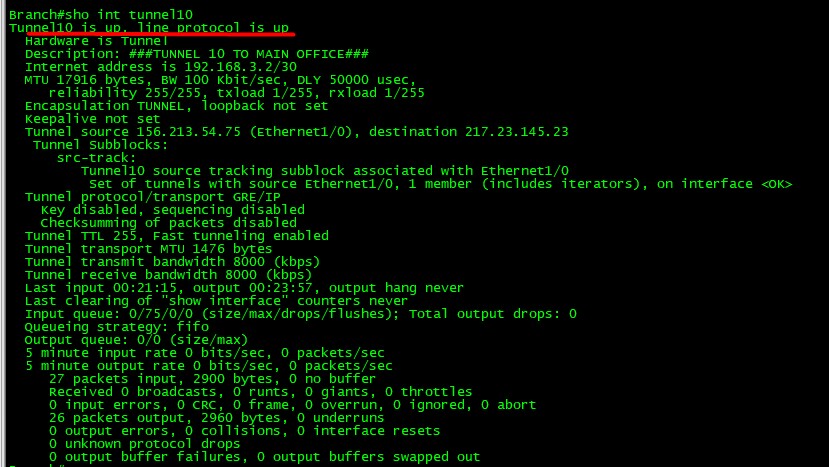 Branch#sho int tunnel10
Tunnel10 is up, line protocol is up
Hardware is Tunnel
Description: ###TUNNEL 10 TO MAIN OFFICE###
Internet address is 192.168.3.2/30
MTU 17916 bytes, BW 100 Kbit/sec, DLY 50000 usec,
reliability 255/255, txload 1/255, rxload 1/255
Encapsulation TUNNEL, loopback not set
Keepalive not set
Tunnel source 156.213.54.75 (Ethernet1/0), destination 217.23.145.23
Tunnel Subblocks:
src-track:
Tunnel10 source tracking subblock associated with Ethernet1/0
Set of tunnels with source Ethernet1/0, 1 member (includes iterators), on interface <OK>
Tunnel protocol/transport GRE/IP
Key disabled, sequencing disabled
Checksumming of packets disabled
Tunnel TTL 255, Fast tunneling enabled
Tunnel transport MTU 1476 bytes
Tunnel transmit bandwidth 8000 (kbps)
Tunnel receive bandwidth 8000 (kbps)
Last input 00:21:15, output 00:23:57, output hang never
Last clearing of "show interface" counters never
Input queue: 0/75/0/0 (size/max/drops/flushes); Total output drops: 0
Queueing strategy: fifo
Output queue: 0/0 (size/max)
5 minute input rate 0 bits/sec, 0 packets/sec
5 minute output rate 0 bits/sec, 0 packets/sec
27 packets input, 2900 bytes, 0 no buffer
Received 0 broadcasts, 0 runts, 0 giants, 0 throttles
0 input errors, 0 CRC, 0 frame, 0 overrun, 0 ignored, 0 abort
26 packets output, 2960 bytes, 0 underruns
0 output errors, 0 collisions, 0 interface resets
0 unknown protocol drops
0 output buffer failures, 0 output buffers swapped out